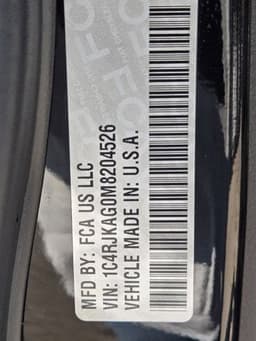 MFD BY: FCA US LLC
VIN: 1C4RJKAG0M8204526
VEHICLE MADE IN: U.S.A.